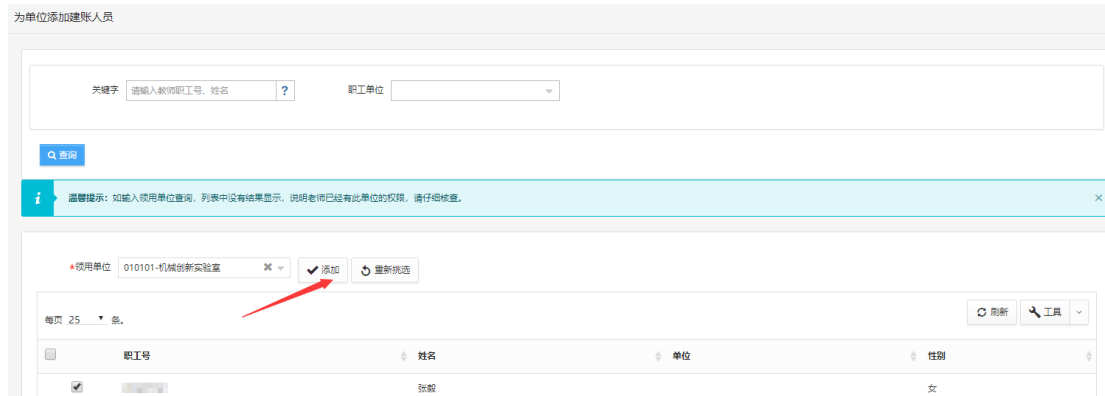 为单位添加建账人员
关键字 请输入教师职工号、姓名 ? 职工单位
查询
i 温馨提示：如输入领用单位查询，列表中没有结果显示，说明老师已经有此单位的权限，请仔细核查。 ×
*领用单位 010101-机械创新实验室 添加 重新挑选
每页 25 条。 刷新 工具
职工号 姓名 单位 性别
张毅 女